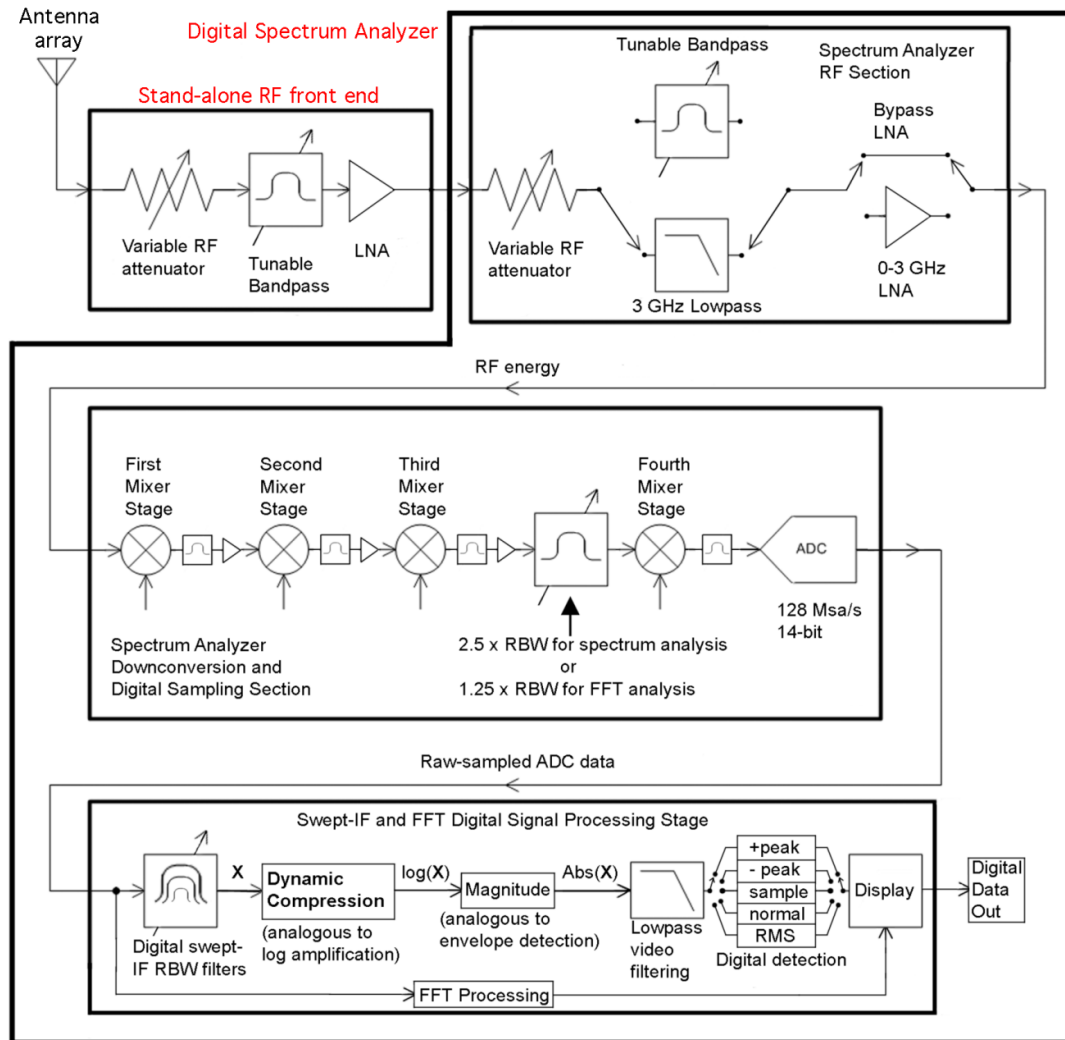 Antenna
array
Digital Spectrum Analyzer
Stand-alone RF front end
Variable RF
attenuator
Tunable
Bandpass
LNA
Tunable Bandpass
Spectrum Analyzer
RF Section
Bypass
LNA
Variable RF
attenuator
3 GHz Lowpass
0-3 GHz
LNA
RF energy
First
Mixer
Stage
Second
Mixer
Stage
Third
Mixer
Stage
Fourth
Mixer
Stage
ADC
128 Msa/s
14-bit
Spectrum Analyzer
Downconversion and
Digital Sampling Section
2.5 x RBW for spectrum analysis
or
1.25 x RBW for FFT analysis
Raw-sampled ADC data
Swept-IF and FFT Digital Signal Processing Stage
Digital swept-
IF RBW filters
X
Dynamic
Compression
(analogous to
log amplification)
log(X)
Magnitude
(analogous to
envelope detection)
Abs(X)
Lowpass
video
filtering
+peak
- peak
sample
normal
RMS
Digital detection
Display
Digital
Data
Out
FFT Processing